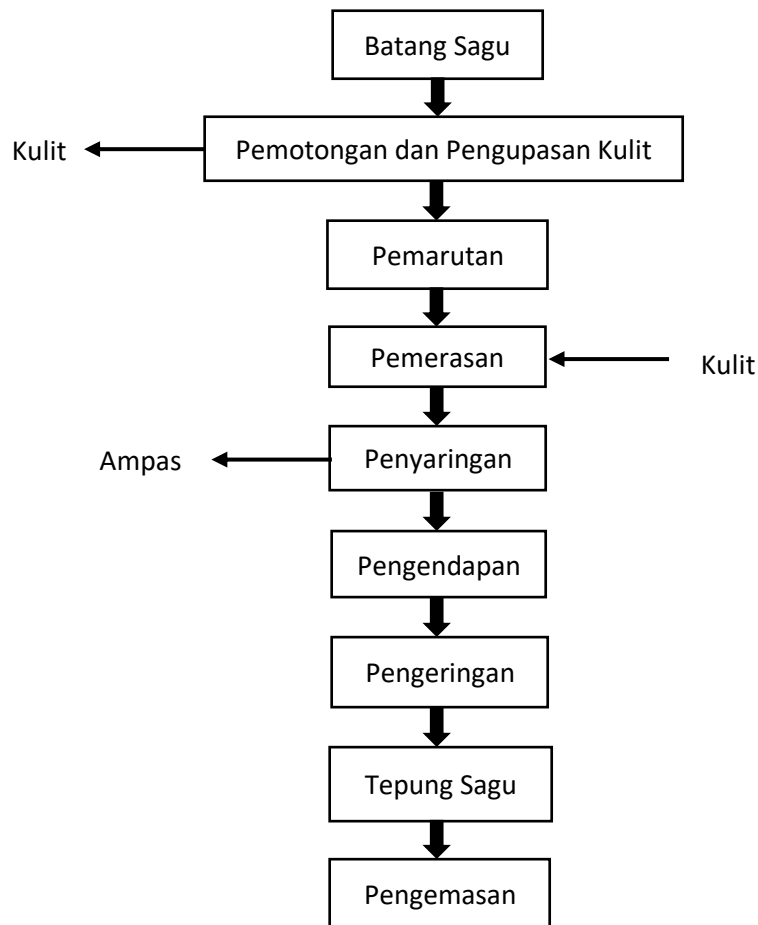 Batang Sagu
Kulit
Pemotongan dan Pengupasan Kulit
Pemarutan
Pemerasan
Kulit
Ampas
Penyaringan
Pengendapan
Pengeringan
Tepung Sagu
Pengemasan